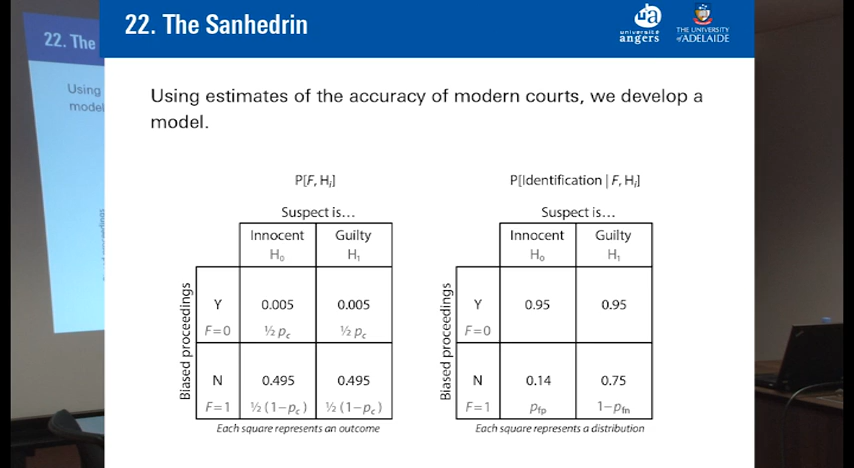 22. The Sanhedrin
université
angers
THE UNIVERSITY
of ADELAIDE
22. The
Using
model
Using estimates of the accuracy of modern courts, we develop a
model.
P[F, Hᵢ]
Suspect is...
Innocent Guilty
H₀ H₁
Biased proceedings
Y 0.005 0.005
F=0 ½ p꜀ ½ p꜀
N 0.495 0.495
F=1 ½ (1-p꜀) ½ (1-p꜀)
Each square represents an outcome
P[Identification | F, Hᵢ]
Suspect is...
Innocent Guilty
H₀ H₁
Biased proceedings
Y 0.95 0.95
F=0
N 0.14 0.75
F=1 pfp 1-pfn
Each square represents a distribution